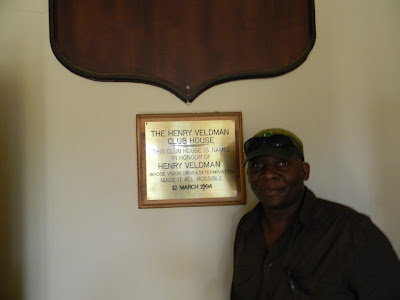 THE HENRY VELDMAN
CLUB HOUSE
THIS CLUB HOUSE IS NAMED
IN HONOUR OF
HENRY VELDMAN
WHOSE VISION DRIVE & DETERMINATION
MADE IT ALL POSSIBLE
12 MARCH 1994